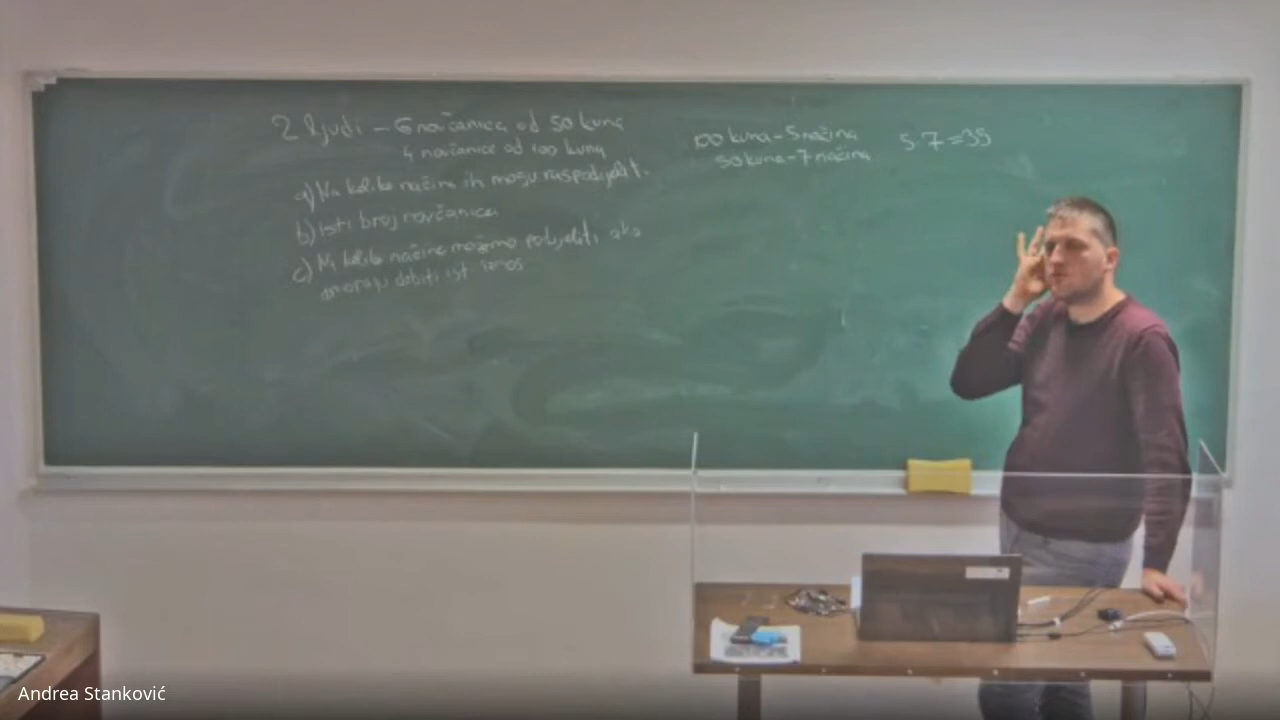 2 ljudi - 6 novčanica od 50 kuna
4 novčanice od 100 kuna
a) Na koliko načina ih mogu raspodijeliti.
b) isti broj novčanica
c) Na koliko načina možemo podijeliti ako
moraju dobiti ist iznos
100 kuna - 5 načina
50 kuna - 7 načina
5·7=35
Andrea Stanković